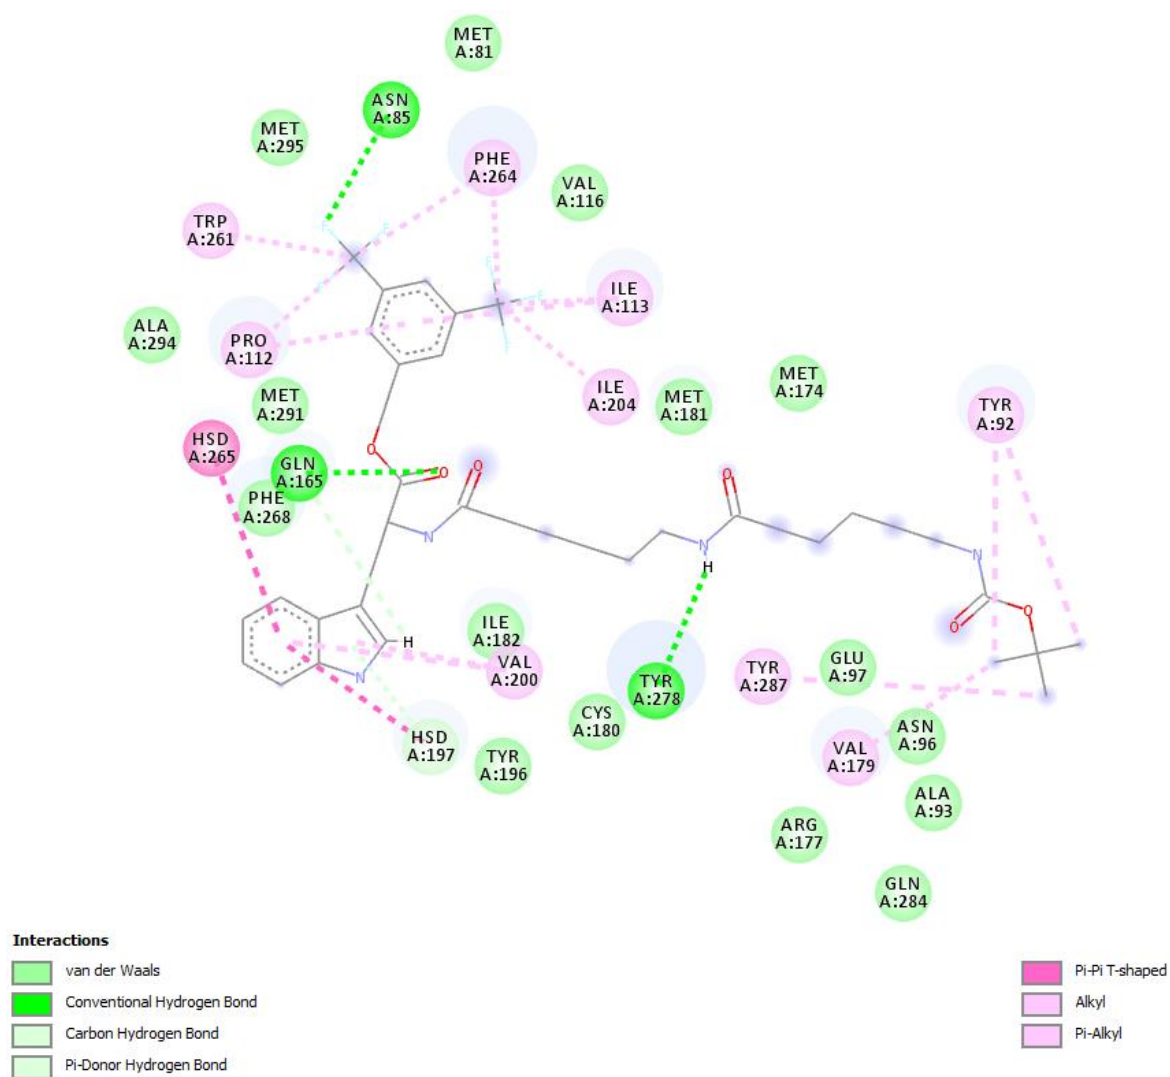 MET
A:81
ASN
A:85
MET
A:295
PHE
A:264
VAL
A:116
TRP
A:261
F
F
F
F
F
F
ILE
A:113
ALA
A:294
PRO
A:112
MET
A:291
ILE
A:204
MET
A:181
MET
A:174
TYR
A:92
HSD
A:265
GLN
A:165
PHE
A:268
O
O
O
O
N
N
H
N
O
O
ILE
A:182
VAL
A:200
H
N
TYR
A:278
TYR
A:287
GLU
A:97
CYS
A:180
HSD
A:197
TYR
A:196
VAL
A:179
ASN
A:96
ALA
A:93
ARG
A:177
GLN
A:284
Interactions
van der Waals
Conventional Hydrogen Bond
Carbon Hydrogen Bond
Pi-Donor Hydrogen Bond
Pi-Pi T-shaped
Alkyl
Pi-Alkyl